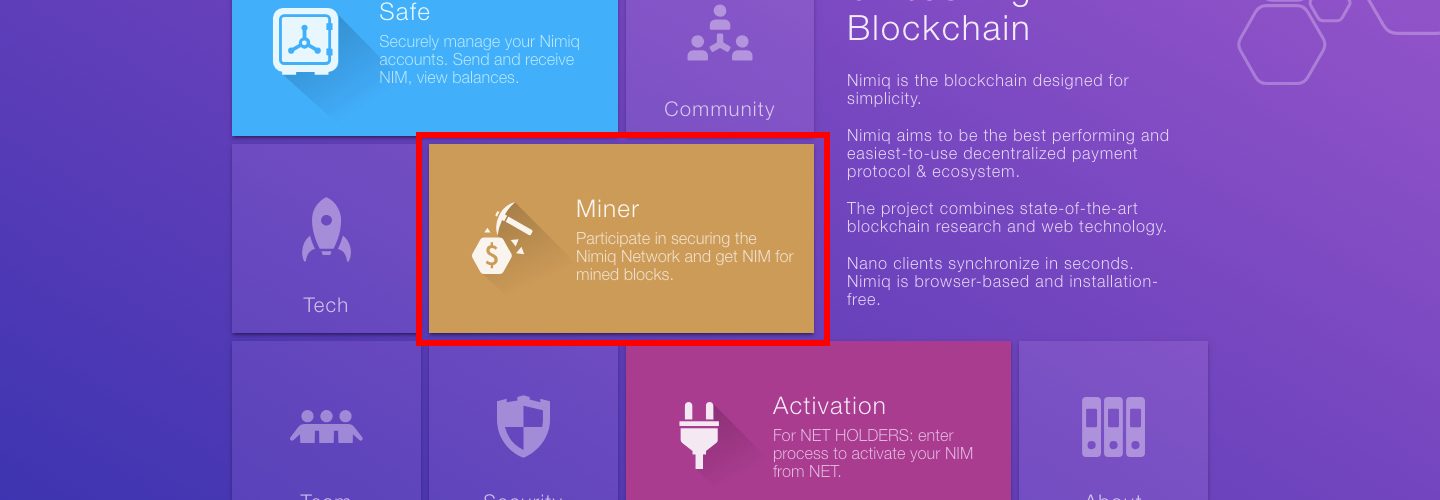 Safe
Securely manage your Nimiq
accounts. Send and receive
NIM, view balances.
Community
Blockchain
Nimiq is the blockchain designed for
simplicity.
Nimiq aims to be the best performing and
easiest-to-use decentralized payment
protocol & ecosystem.
The project combines state-of-the-art
blockchain research and web technology.
Nano clients synchronize in seconds.
Nimiq is browser-based and installation-
free.
Tech
$
Miner
Participate in securing the
Nimiq Network and get NIM for
mined blocks.
Team
Security
Activation
For NET HOLDERS: enter
process to activate your NIM
from NET.
About